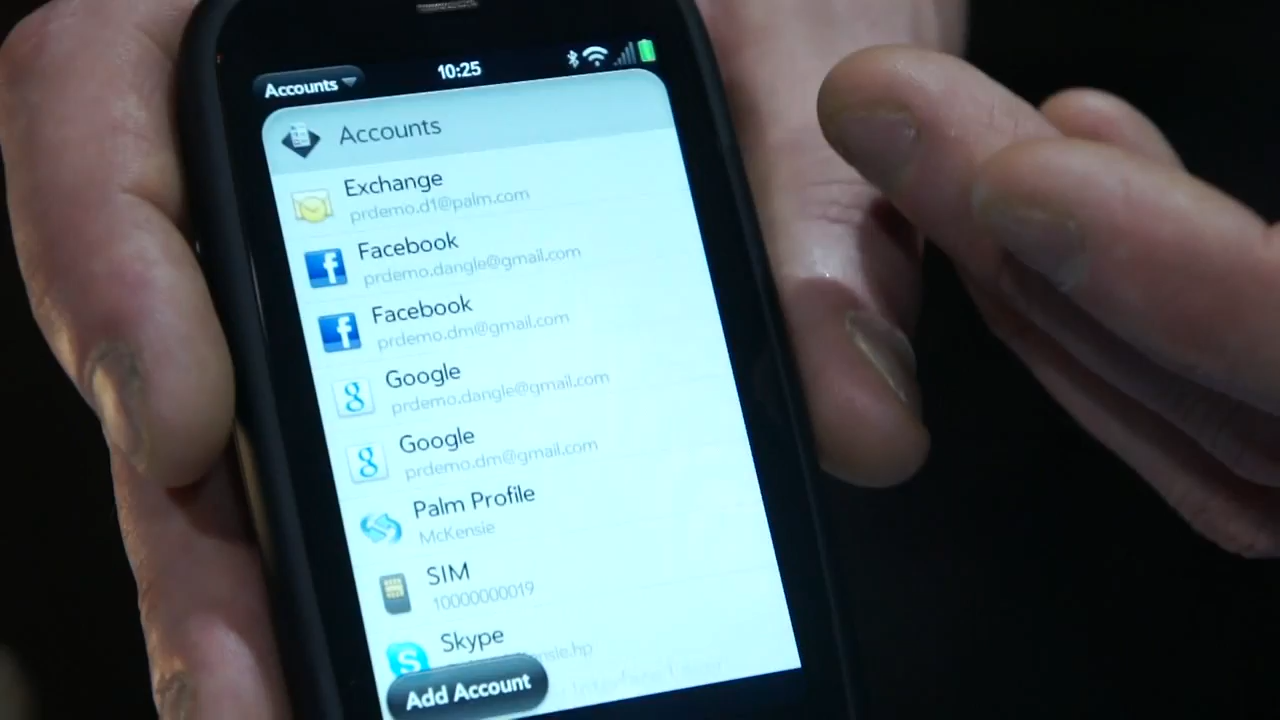 Accounts
10:25
Accounts
Exchange
prdemo.d1@palm.com
Facebook
prdemo.dangle@gmail.com
Facebook
prdemo.dm@gmail.com
Google
prdemo.dangle@gmail.com
Google
prdemo.dm@gmail.com
Palm Profile
McKensie
SIM
10000000019
Skype
Add Account